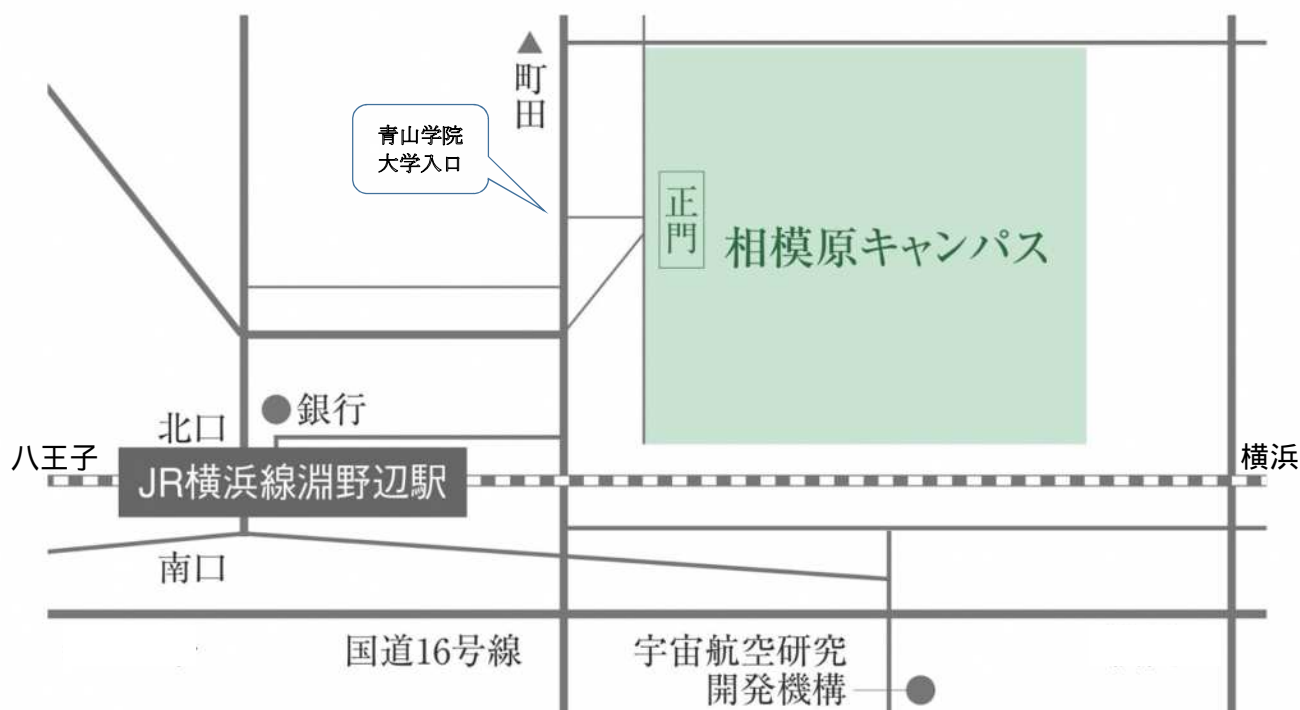 町田
青山学院
大学入口
正門
相模原キャンパス
銀行
北口
八王子
JR横浜線淵野辺駅
横浜
南口
国道16号線
宇宙航空研究
開発機構